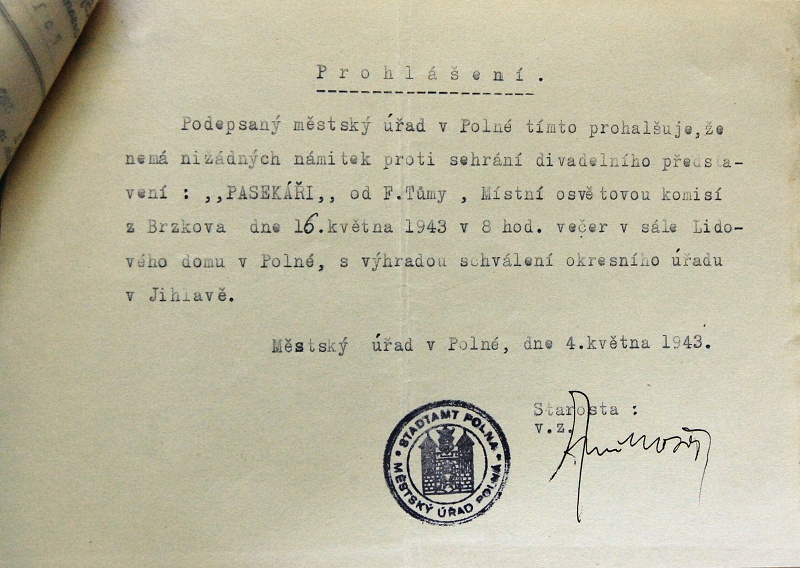 Prohlášení.
Podepsaný městský úřad v Polné tímto prohalšuje,že
nemá nižádných námitek proti sehrání divadelního předsta-
vení : ,,PASEKÁŘI,, od F.Tůmy , Místní osvětovou komisí
z Brzkova dne 16.května 1943 v 8 hod. večer v sále Lido-
vého domu v Polné, s výhradou schválení okresního úřadu
v Jihlavě.
Městský úřad v Polné, dne 4.května 1943.
Starosta :
v.z.
STADTAMT POLNA
MĚSTSKÝ ÚŘAD POLNÁ